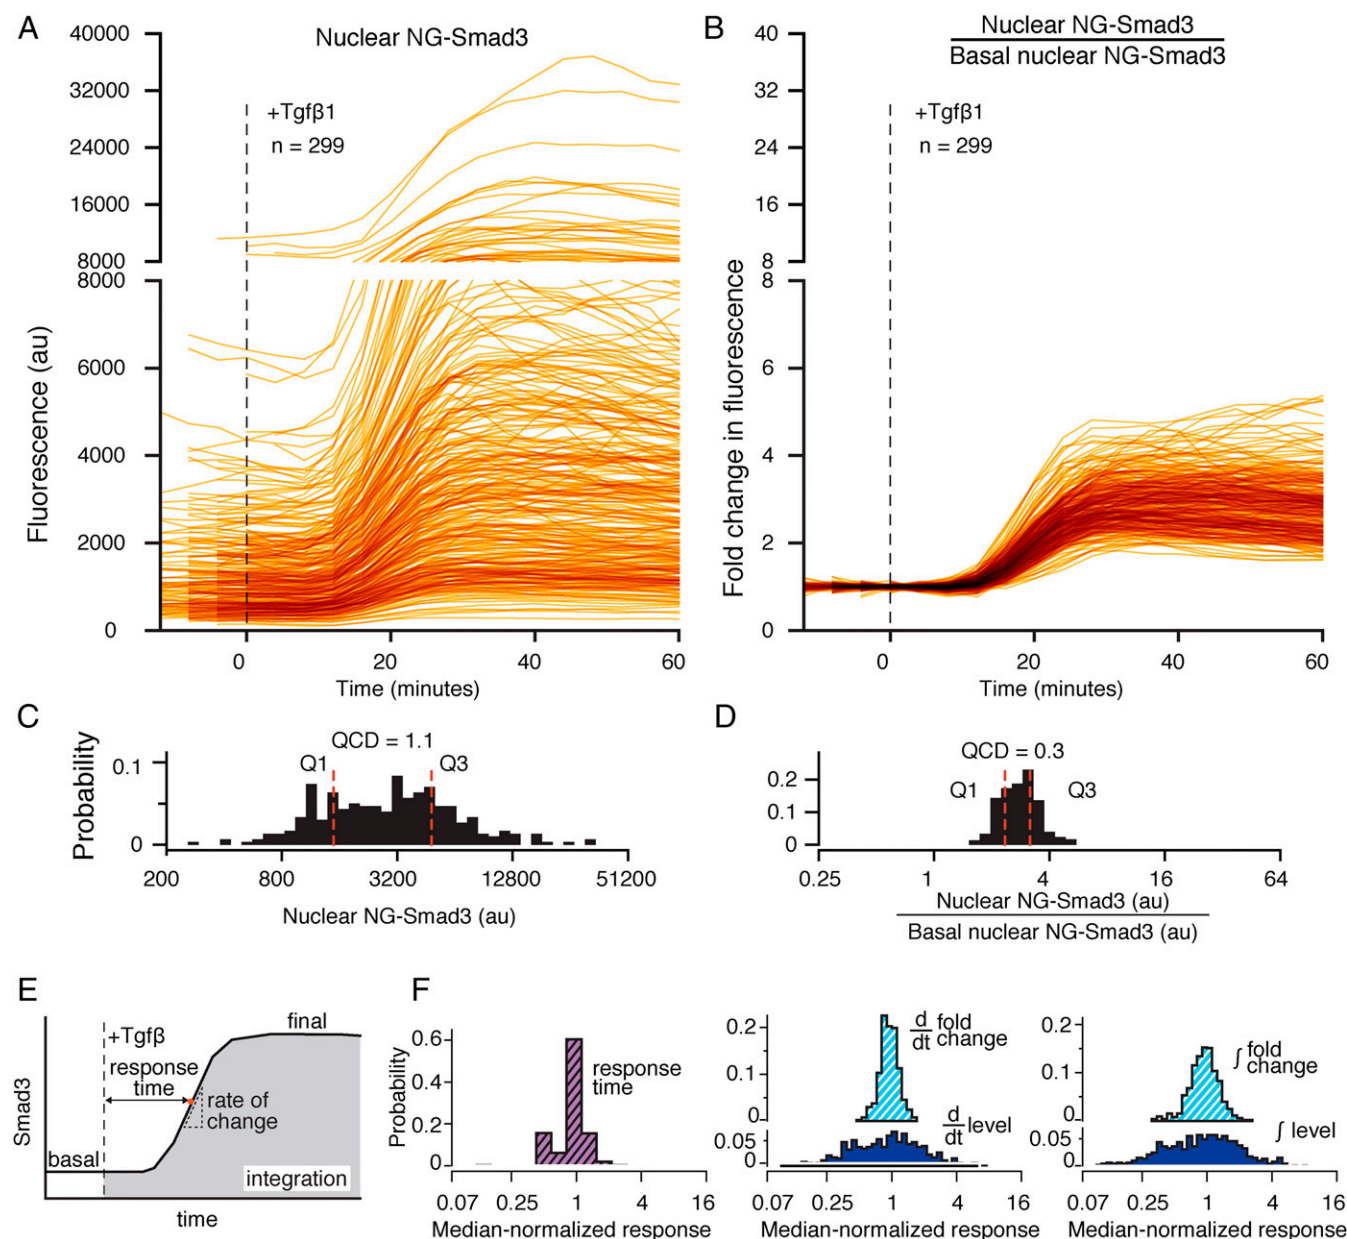 A
Nuclear NG-Smad3
40000
32000
24000
16000
8000
8000
6000
4000
2000
0
+Tgfβ1
n = 299
Fluorescence (au)
0
20
40
60
Time (minutes)
B
Nuclear NG-Smad3
Basal nuclear NG-Smad3
40
32
24
16
8
8
6
4
2
0
+Tgfβ1
n = 299
Fold change in fluorescence
0
20
40
60
Time (minutes)
C
QCD = 1.1
Q1
Q3
Probability
0.1
0
200
800
3200
12800
51200
Nuclear NG-Smad3 (au)
D
QCD = 0.3
Q1
Q3
0.2
0.1
0
0.25
1
4
16
64
Nuclear NG-Smad3 (au)
Basal nuclear NG-Smad3 (au)
E
Smad3
+Tgfβ
final
response
time
rate of
change
basal
integration
time
F
Probability
0.6
0.4
0.2
0
response
time
0.07
0.25
1
4
16
Median-normalized response
0.2
0.1
0
d
dt
fold
change
0.05
0
d
dt
level
0.07
0.25
1
4
16
Median-normalized response
0.2
0.1
0
∫ fold
change
0.05
0
∫ level
0.07
0.25
1
4
16
Median-normalized response